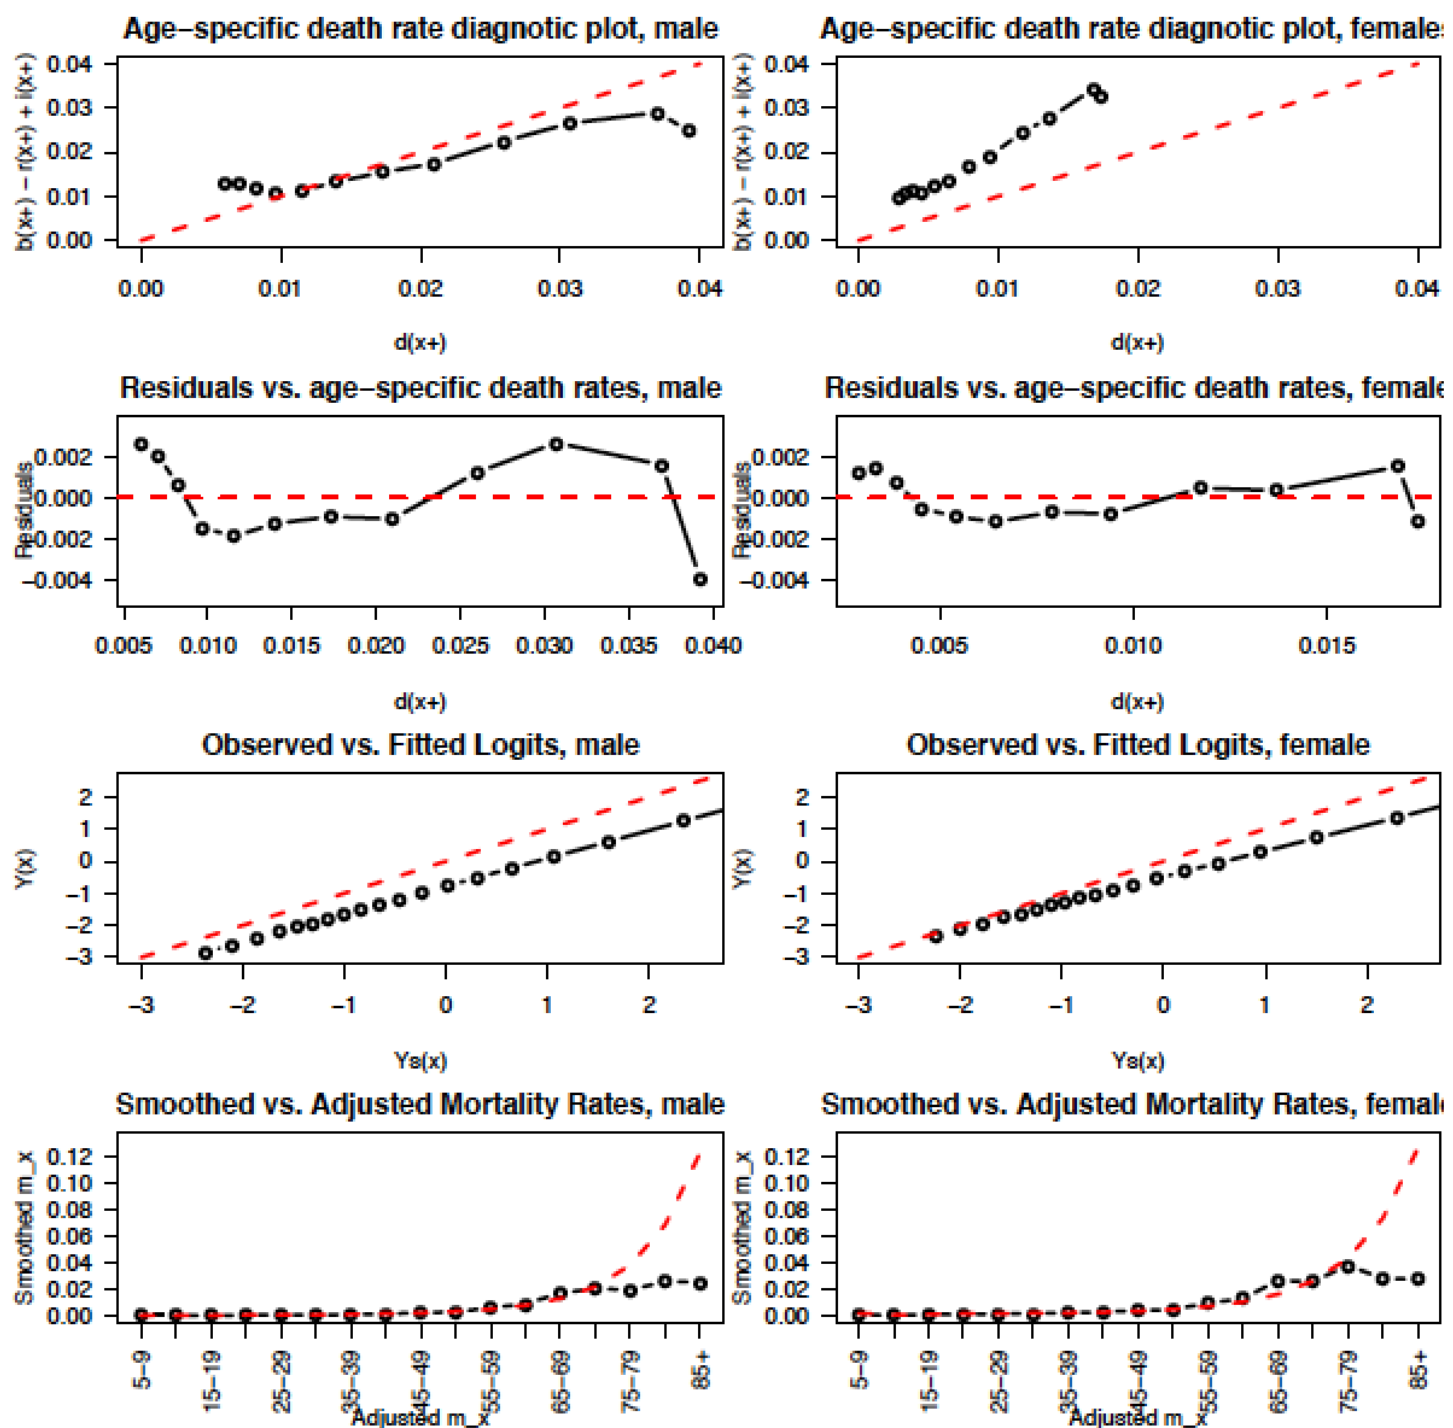 Age−specific death rate diagnostic plot, male
b(x+) − r(x+) + i(x+)
0.04
0.03
0.02
0.01
0.00
0.00 0.01 0.02 0.03 0.04
d(x+)
Age−specific death rate diagnostic plot, females
b(x+) − r(x+) + i(x+)
0.04
0.03
0.02
0.01
0.00
0.00 0.01 0.02 0.03 0.04
d(x+)
Residuals vs. age−specific death rates, male
Residuals
0.002
0.000
−0.002
−0.004
0.005 0.010 0.015 0.020 0.025 0.030 0.035 0.040
d(x+)
Residuals vs. age−specific death rates, female
Residuals
0.002
0.000
−0.002
−0.004
0.005 0.010 0.015
d(x+)
Observed vs. Fitted Logits, male
Y(x)
2
1
0
−1
−2
−3
−3 −2 −1 0 1 2
Ys(x)
Observed vs. Fitted Logits, female
Y(x)
2
1
0
−1
−2
−3
−3 −2 −1 0 1 2
Ys(x)
Smoothed vs. Adjusted Mortality Rates, male
Smoothed m_x
0.12
0.10
0.08
0.06
0.04
0.02
0.00
5−9 15−19 25−29 35−39 45−49 55−59 65−69 75−79 85+
Adjusted m_x
Smoothed vs. Adjusted Mortality Rates, female
Smoothed m_x
0.12
0.10
0.08
0.06
0.04
0.02
0.00
5−9 15−19 25−29 35−39 45−49 55−59 65−69 75−79 85+
Adjusted m_x